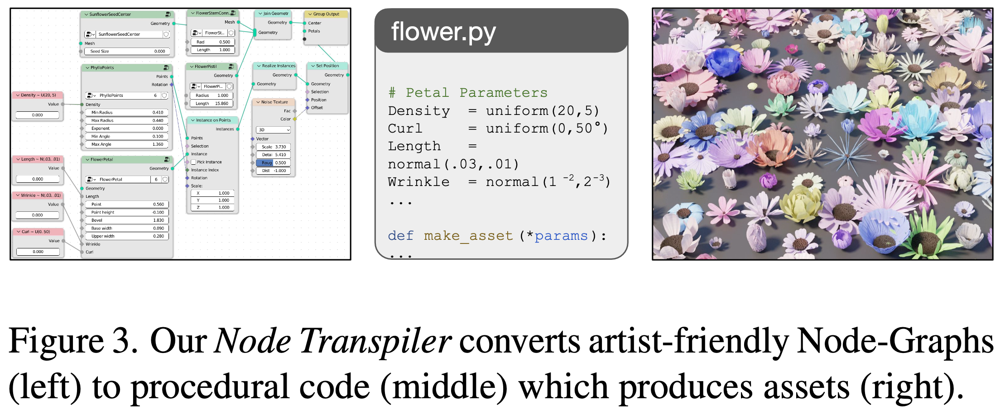 SunflowerSeedCenter
Geometry
SunflowerSeedCenter
Mesh
Seed Size 0.000
PhylloPoints
Points
Rotation
PhylloPoints 6
Density
Min Radius 0.410
Max Radius 0.440
Exponent 0.000
Min Angle 0.100
Max Angle 1.360
Density ~ U(20, 5)
Value
0.000
Length ~ N(.03, .01)
Value
0.000
Wrinkle ~ N(.03, .01)
Value
0.000
Curl ~ U(0. 50)
Value
0.000
FlowerPetal
Geometry
FlowerPetal 6
Geometry
Length
Point 0.560
Point height -0.100
Bevel 1.830
Base width 0.090
Upper width 0.280
Wrinkle
Curl
FlowerStemConn..
Mesh
FlowerSt...
Rad 0.500
Length 1.000
FlowerPistil
Geometry
FlowerPi...
Radius 1.000
Length 15.860
Instance on Points
Instances
Points
Selection
Instance
Pick Instance
Instance Index
Rotation
Scale:
X 1.000
Y 1.000
Z 1.000
Join Geometr
Geometry
Geometry
Realize Instances
Geometry
Geometry
Noise Texture
Fac
Color
3D
Vector
Scale 3.730
Detai 5.410
Roug 0.500
Dist -1.000
Group Output
Center
Petals
Set Position
Geometry
Geometry
Selection
Position
Offset
flower.py
# Petal Parameters
Density = uniform(20,5)
Curl = uniform(0,50°)
Length =
normal(.03,.01)
Wrinkle = normal(1⁻²,2⁻³)
...
def make_asset(*params):
...
Figure 3. Our Node Transpiler converts artist-friendly Node-Graphs
(left) to procedural code (middle) which produces assets (right).